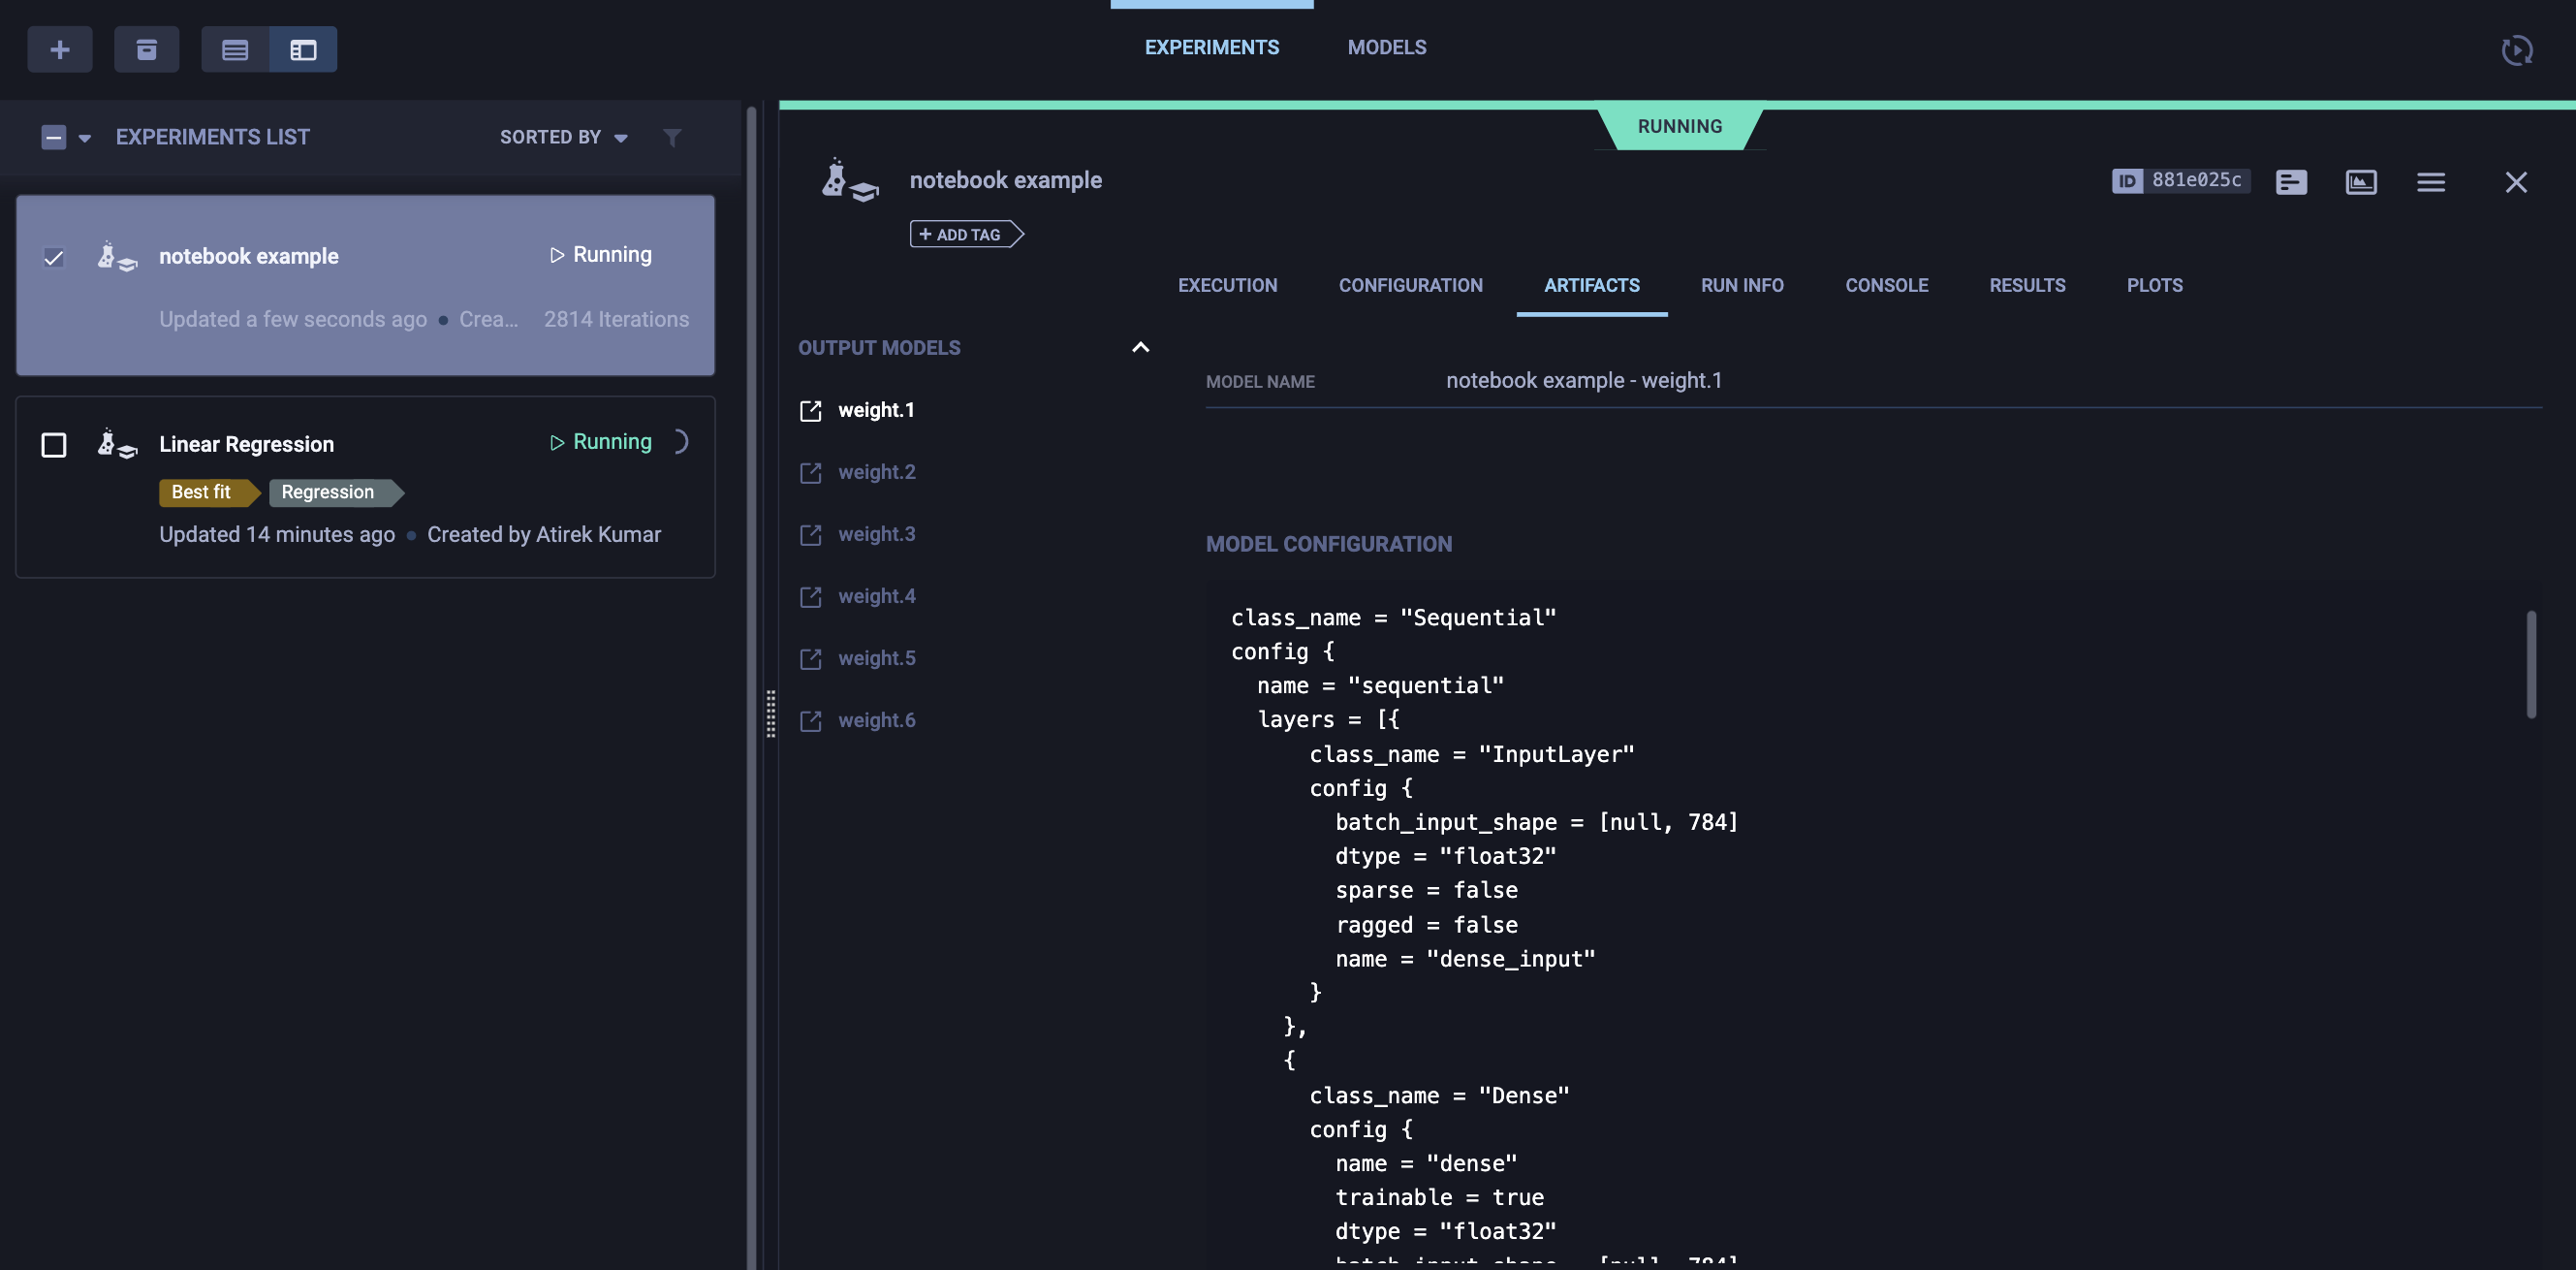 EXPERIMENTS
MODELS
EXPERIMENTS LIST
SORTED BY
notebook example
Running
Updated a few seconds ago • Crea... 2814 Iterations
Linear Regression
Running
Best fit
Regression
Updated 14 minutes ago • Created by Atirek Kumar
RUNNING
notebook example
ID 881e025c
+ ADD TAG
EXECUTION
CONFIGURATION
ARTIFACTS
RUN INFO
CONSOLE
RESULTS
PLOTS
OUTPUT MODELS
weight.1
weight.2
weight.3
weight.4
weight.5
weight.6
MODEL NAME
notebook example - weight.1
MODEL CONFIGURATION
class_name = "Sequential"
config {
name = "sequential"
layers = [{
class_name = "InputLayer"
config {
batch_input_shape = [null, 784]
dtype = "float32"
sparse = false
ragged = false
name = "dense_input"
}
},
{
class_name = "Dense"
config {
name = "dense"
trainable = true
dtype = "float32"
batch_input_shape = [null, 784]